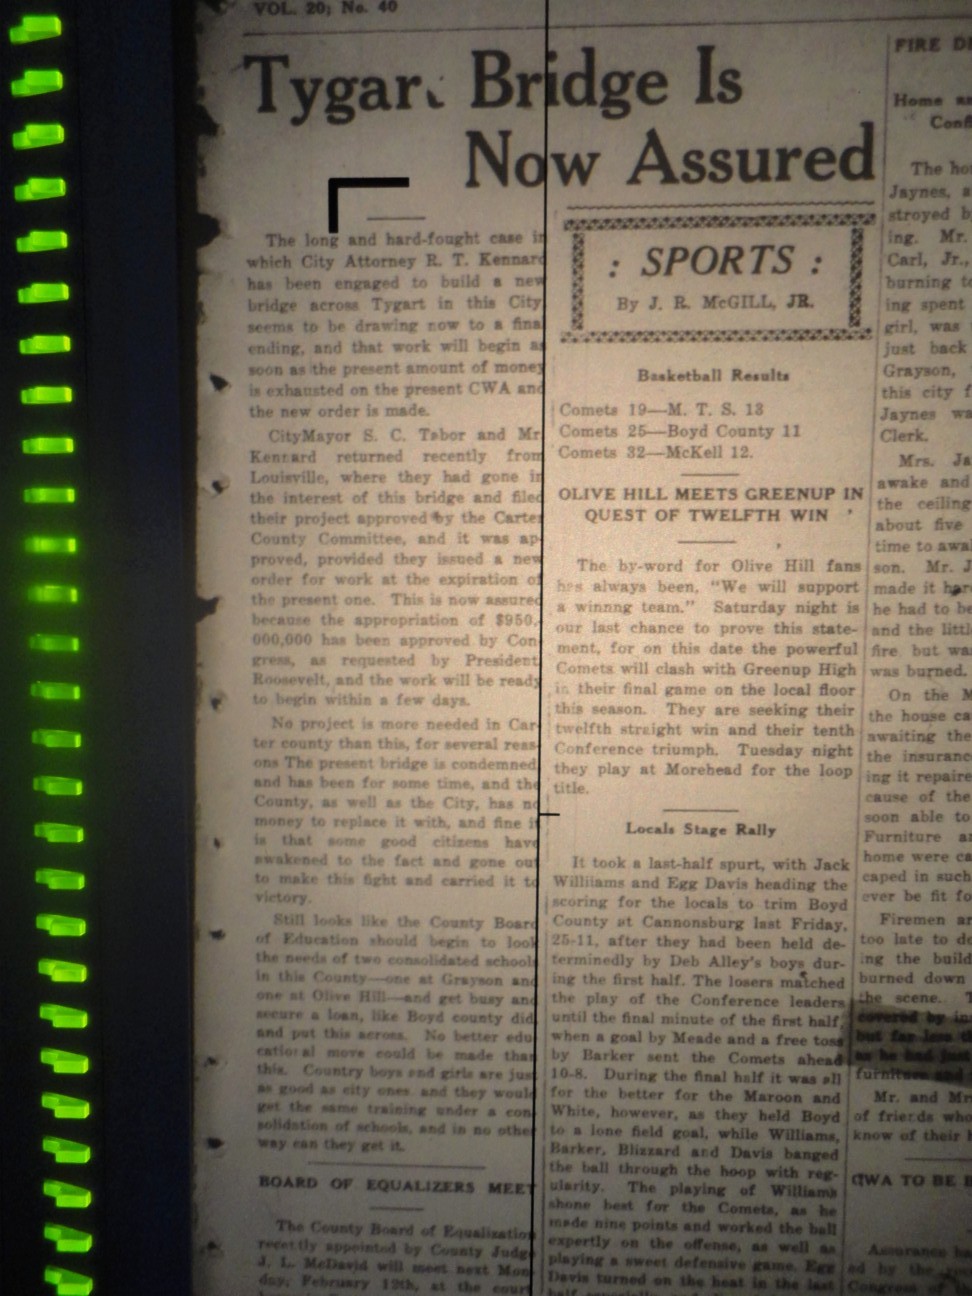 VOL. 20; No. 40
Tygart Bridge Is
Now Assured
The long and hard-fought case in
which City Attorney R. T. Kennard
has been engaged to build a new
bridge across Tygart in this City
seems to be drawing now to a final
ending, and that work will begin as
soon as the present amount of money
is exhausted on the present CWA and
the new order is made.
CityMayor S. C. Tabor and Mr
Kennard returned recently from
Louisville, where they had gone in
the interest of this bridge and filed
their project approved by the Carter
County Committee, and it was ap-
proved, provided they issued a new
order for work at the expiration of
the present one. This is now assured
because the appropriation of $950,-
000,000 has been approved by Con-
gress, as requested by President
Roosevelt, and the work will be ready
to begin within a few days.
No project is more needed in Car-
ter county than this, for several reas-
ons The present bridge is condemned
and has been for some time, and the
County, as well as the City, has no
money to replace it with, and fine it
is that some good citizens have
awakened to the fact and gone out
to make this fight and carried it to
victory.
Still looks like the County Board
of Education should begin to look
the needs of two consolidated schools
in this County—one at Grayson and
one at Olive Hill—and get busy and
secure a loan, like Boyd county did
and put this across. No better edu-
cational move could be made than
this. Country boys and girls are just
as good as city ones and they would
get the same training under a con-
solidation of schools, and in no other
way can they get it.
BOARD OF EQUALIZERS MEET
The County Board of Equalization
recently appointed by County Judge
J. L. McDavid will meet next Mon-
day, February 12th, at the court
: SPORTS :
By J. R. McGILL, JR.
Basketball Results
Comets 19—M. T. S. 13
Comets 25—Boyd County 11
Comets 32—McKell 12.
OLIVE HILL MEETS GREENUP IN
QUEST OF TWELFTH WIN
The by-word for Olive Hill fans
has always been, "We will support
a winnng team." Saturday night is
our last chance to prove this state-
ment, for on this date the powerful
Comets will clash with Greenup High
in their final game on the local floor
this season. They are seeking their
twelfth straight win and their tenth
Conference triumph. Tuesday night
they play at Morehead for the loop
title.
Locals Stage Rally
It took a last-half spurt, with Jack
Williiams and Egg Davis heading the
scoring for the locals to trim Boyd
County at Cannonsburg last Friday,
25-11, after they had been held de-
terminedly by Deb Alley's boys dur-
ing the first half. The losers matched
the play of the Conference leaders
until the final minute of the first half,
when a goal by Meade and a free toss
by Barker sent the Comets ahead
10-8. During the final half it was all
for the better for the Maroon and
White, however, as they held Boyd
to a lone field goal, while Williams,
Barker, Blizzard and Davis banged
the ball through the hoop with reg-
ularity. The playing of Williams
shone best for the Comets, as he
made nine points and worked the ball
expertly on the offense, as well as
playing a sweet defensive game. Egg
Davis turned on the heat in the last
FIRE
Home
The
Jaynes, a
stroyed b
ing. Mr.
Carl, Jr.,
burning to
ing spent
girl, was
just back
Grayson,
this city f
Jaynes wa
Clerk.
Mrs. Ja
awake and
the ceiling
about five
time to awa
son. Mr. J
made it har
he had to be
and the littl
fire but wa
was burned.
On the M
the house ca
awaiting the
the insuranc
ing it repaire
cause of the
soon able to
Furniture a
home were ca
caped in such
ever be fit fo
Firemen ar
too late to de
ing the build
burned down
the scene. T
covered by in
but far less th
as he had just
furniture and
Mr. and Mr
of friends who
know of their
CWA TO BE
Assurance ha
ed by the
Congress of